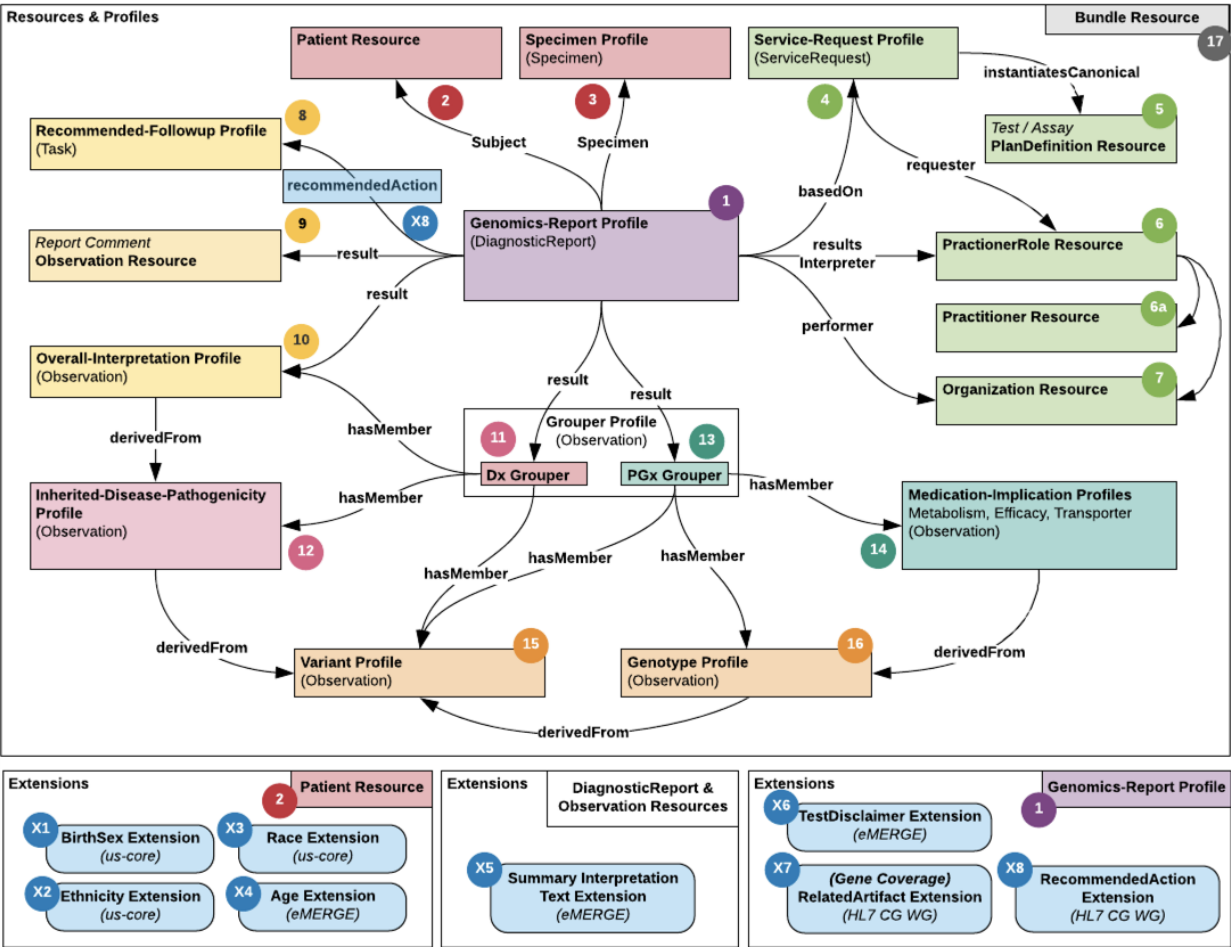 Resources & Profiles
Bundle Resource
17
Patient Resource
2
Specimen Profile
(Specimen)
3
Service-Request Profile
(ServiceRequest)
4
instantiatesCanonical
5
Test / Assay
PlanDefinition Resource
8
Recommended-Followup Profile
(Task)
Subject
Specimen
requester
recommendedAction
X8
basedOn
1
Genomics-Report Profile
(DiagnosticReport)
9
Report Comment
Observation Resource
result
results
Interpreter
6
PractionerRole Resource
result
6a
Practitioner Resource
performer
10
Overall-Interpretation Profile
(Observation)
7
Organization Resource
result
result
hasMember
derivedFrom
Grouper Profile
(Observation)
11
13
Dx Grouper
PGx Grouper
hasMember
hasMember
Inherited-Disease-Pathogenicity
Profile
(Observation)
12
Medication-Implication Profiles
Metabolism, Efficacy, Transporter
(Observation)
14
hasMember
hasMember
hasMember
derivedFrom
derivedFrom
15
Variant Profile
(Observation)
16
Genotype Profile
(Observation)
derivedFrom
Extensions
Patient Resource
2
X1
BirthSex Extension
(us-core)
X3
Race Extension
(us-core)
X2
Ethnicity Extension
(us-core)
X4
Age Extension
(eMERGE)
Extensions
DiagnosticReport &
Observation Resources
X5
Summary Interpretation
Text Extension
(eMERGE)
Extensions
Genomics-Report Profile
1
X6
TestDisclaimer Extension
(eMERGE)
X7
(Gene Coverage)
RelatedArtifact Extension
(HL7 CG WG)
X8
RecommendedAction
Extension
(HL7 CG WG)